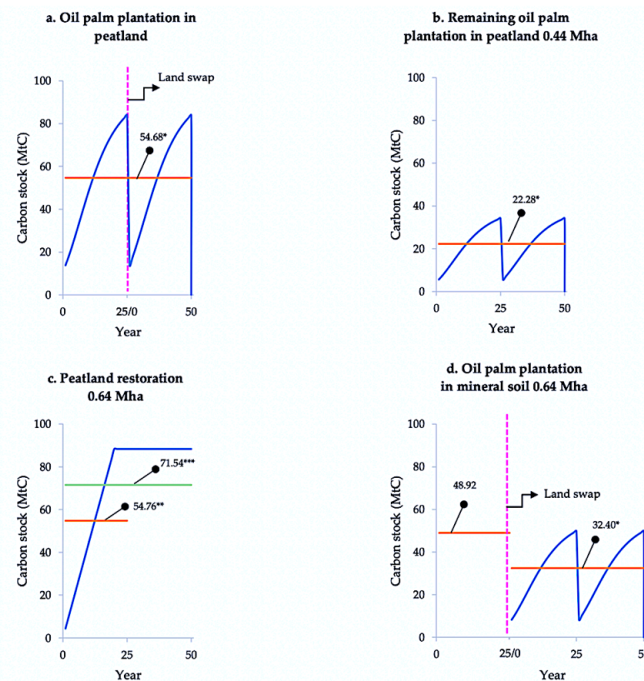 a. Oil palm plantation in
peatland
100
80
60
40
20
0
Carbon stock (MtC)
Land swap
54.68*
0
25/0
50
Year
b. Remaining oil palm
plantation in peatland 0.44 Mha
100
80
60
40
20
0
Carbon stock (MtC)
22.28*
0
25
50
Year
c. Peatland restoration
0.64 Mha
100
80
60
40
20
0
Carbon stock (MtC)
71.54***
54.76**
0
25
50
Year
d. Oil palm plantation
in mineral soil 0.64 Mha
100
80
60
40
20
0
Carbon stock (MtC)
48.92
Land swap
32.40*
0
25/0
25
5
Year